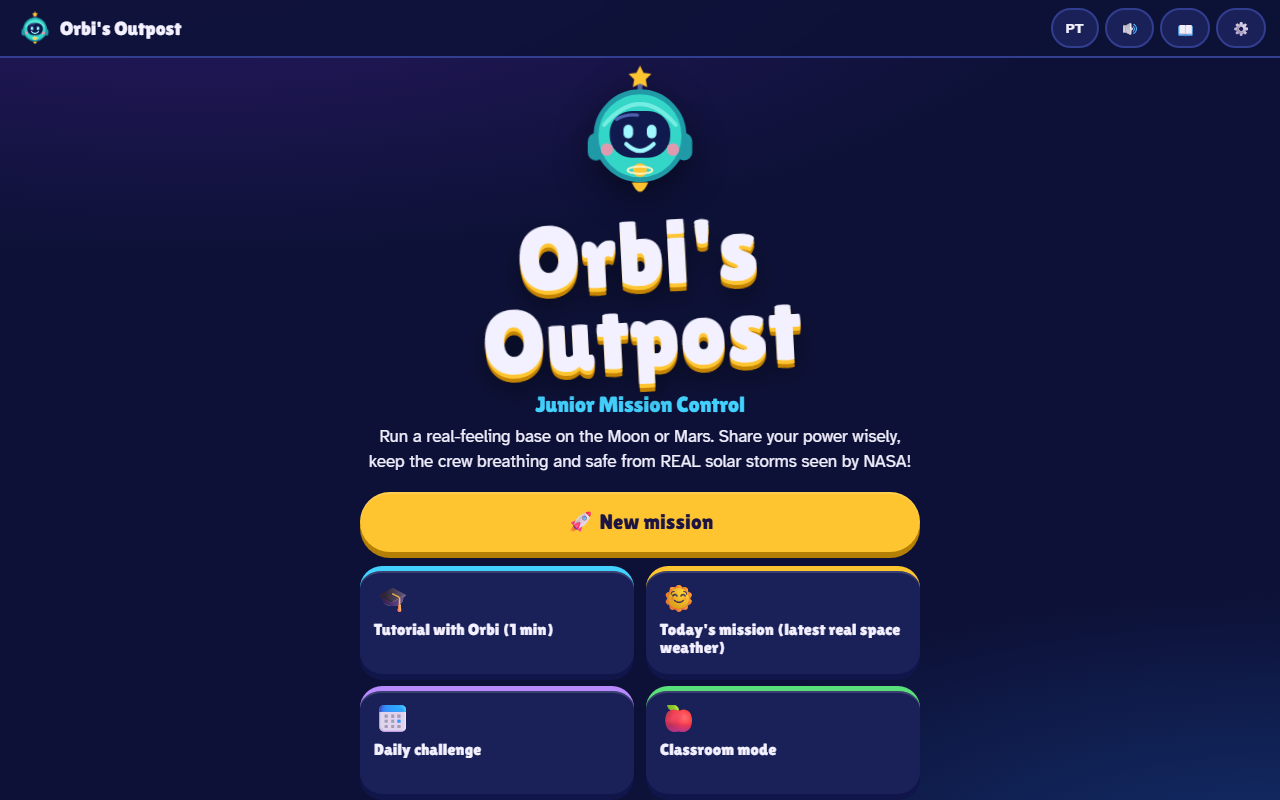 Orbi's Outpost
PT
Orbi's
Outpost
Junior Mission Control
Run a real-feeling base on the Moon or Mars. Share your power wisely,
keep the crew breathing and safe from REAL solar storms seen by NASA!
New mission
Tutorial with Orbi (1 min)
Today's mission (latest real space
weather)
Daily challenge
Classroom mode